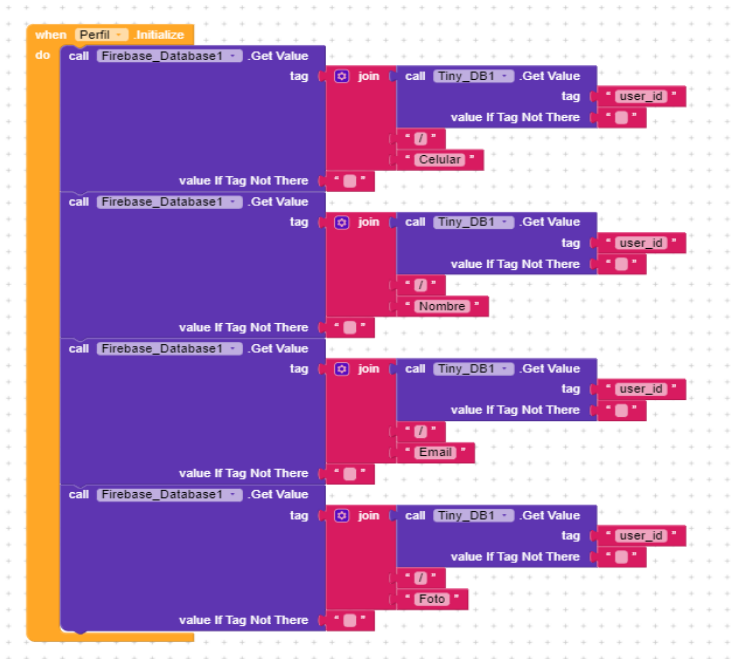 when Perfil .Initialize
do call Firebase_Database1 .Get Value
tag join call Tiny_DB1 .Get Value
tag " user_id "
value If Tag Not There " "
" / "
" Celular "
value If Tag Not There " "
call Firebase_Database1 .Get Value
tag join call Tiny_DB1 .Get Value
tag " user_id "
value If Tag Not There " "
" / "
" Nombre "
value If Tag Not There " "
call Firebase_Database1 .Get Value
tag join call Tiny_DB1 .Get Value
tag " user_id "
value If Tag Not There " "
" / "
" Email "
value If Tag Not There " "
call Firebase_Database1 .Get Value
tag join call Tiny_DB1 .Get Value
tag " user_id "
value If Tag Not There " "
" / "
" Foto "
value If Tag Not There " "